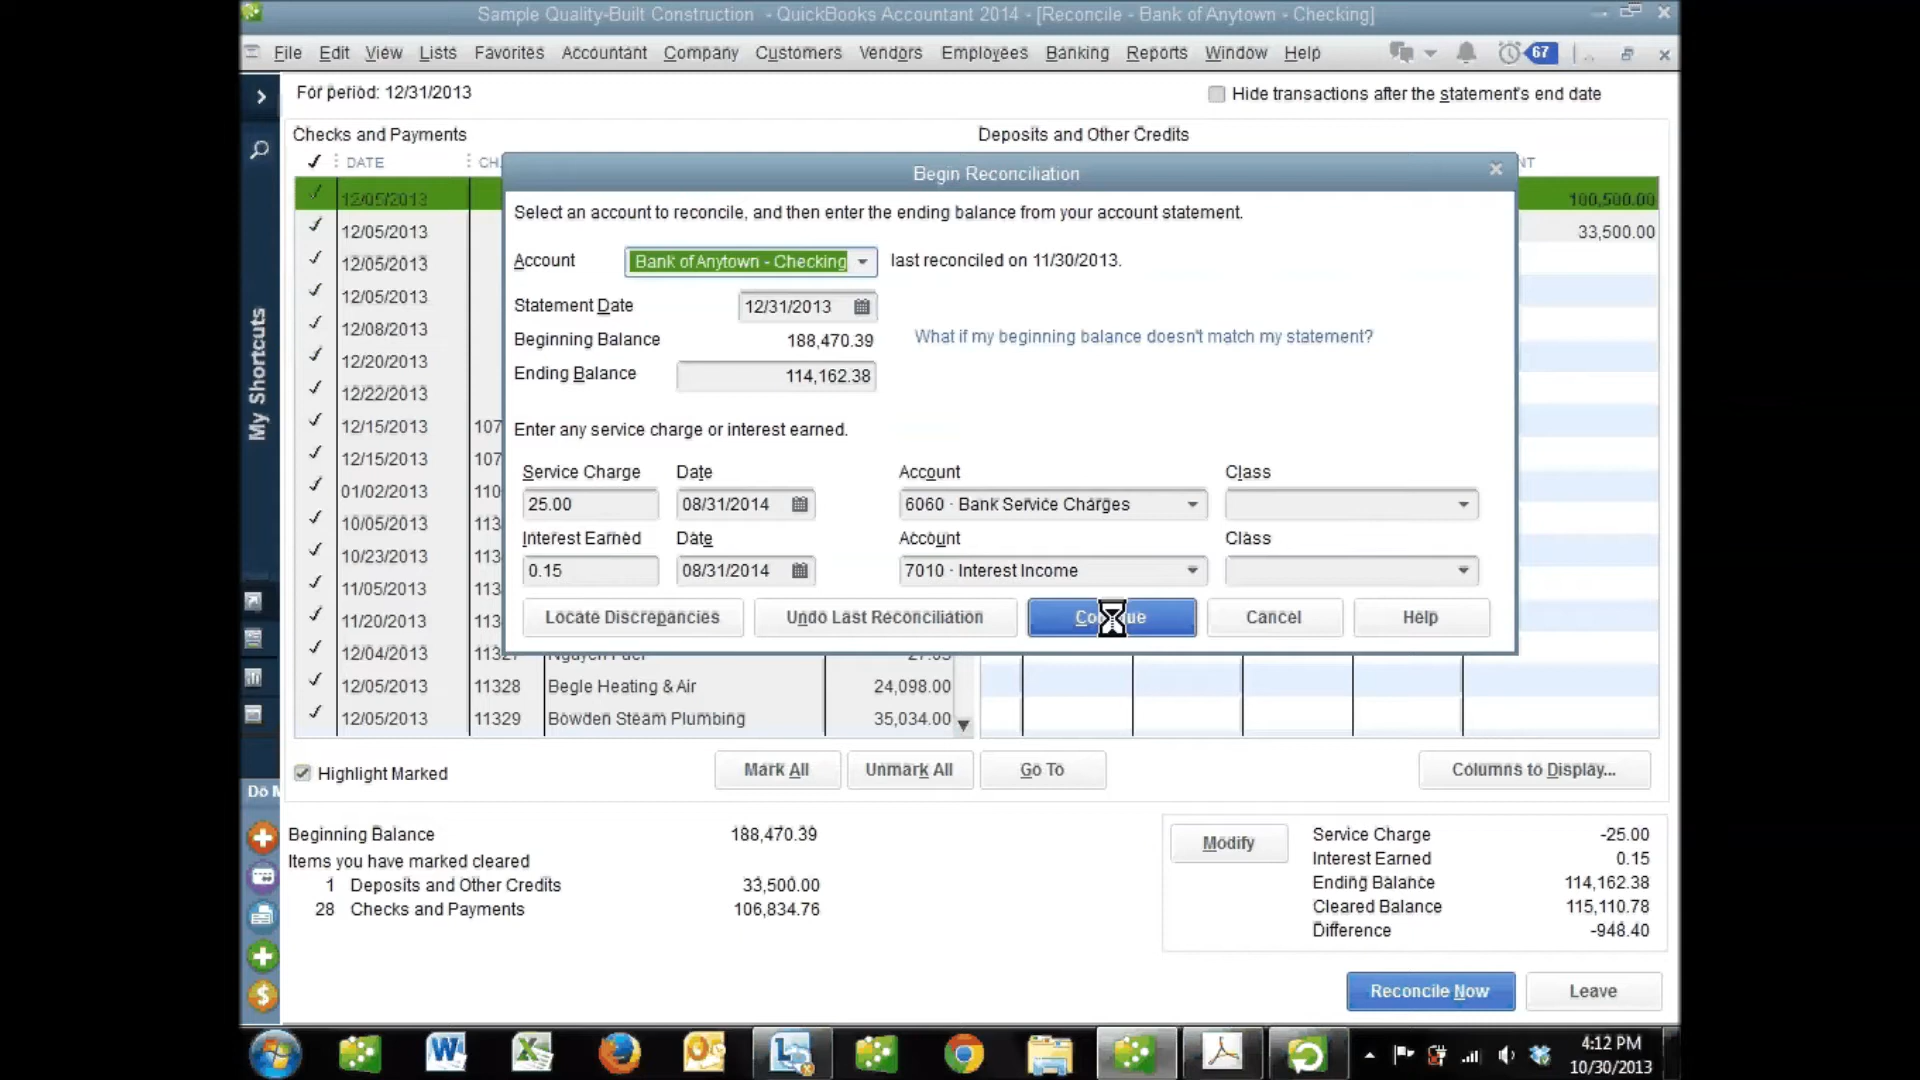 Sample Quality-Built Construction - QuickBooks Accountant 2014 - [Reconcile - Bank of Anytown - Checking]
File Edit View Lists Favorites Accountant Company Customers Vendors Employees Banking Reports Window Help 67
For period: 12/31/2013
Hide transactions after the statement's end date
Checks and Payments
Deposits and Other Credits
DATE
12/05/2013 100,500.00
12/05/2013 33,500.00
12/05/2013
12/05/2013
12/08/2013
12/20/2013
12/22/2013
12/15/2013 107
12/15/2013 107
01/02/2013 110
10/05/2013 113
10/23/2013 113
11/05/2013 113
11/20/2013 113
12/04/2013
12/05/2013 11328 Begle Heating & Air 24,098.00
12/05/2013 11329 Bowden Steam Plumbing 35,034.00
My Shortcuts
Begin Reconciliation
Select an account to reconcile, and then enter the ending balance from your account statement.
Account Bank of Anytown - Checking last reconciled on 11/30/2013.
Statement Date 12/31/2013
Beginning Balance 188,470.39 What if my beginning balance doesn't match my statement?
Ending Balance 114,162.38
Enter any service charge or interest earned.
Service Charge Date Account Class
25.00 08/31/2014 6060 · Bank Service Charges
Interest Earned Date Account Class
0.15 08/31/2014 7010 · Interest Income
Locate Discrepancies Undo Last Reconciliation Cancel Help
Highlight Marked
Mark All Unmark All Go To Columns to Display...
Do M
Beginning Balance 188,470.39
Items you have marked cleared
1 Deposits and Other Credits 33,500.00
28 Checks and Payments 106,834.76
Modify
Service Charge -25.00
Interest Earned 0.15
Ending Balance 114,162.38
Cleared Balance 115,110.78
Difference -948.40
Reconcile Now Leave
4:12 PM
10/30/2013